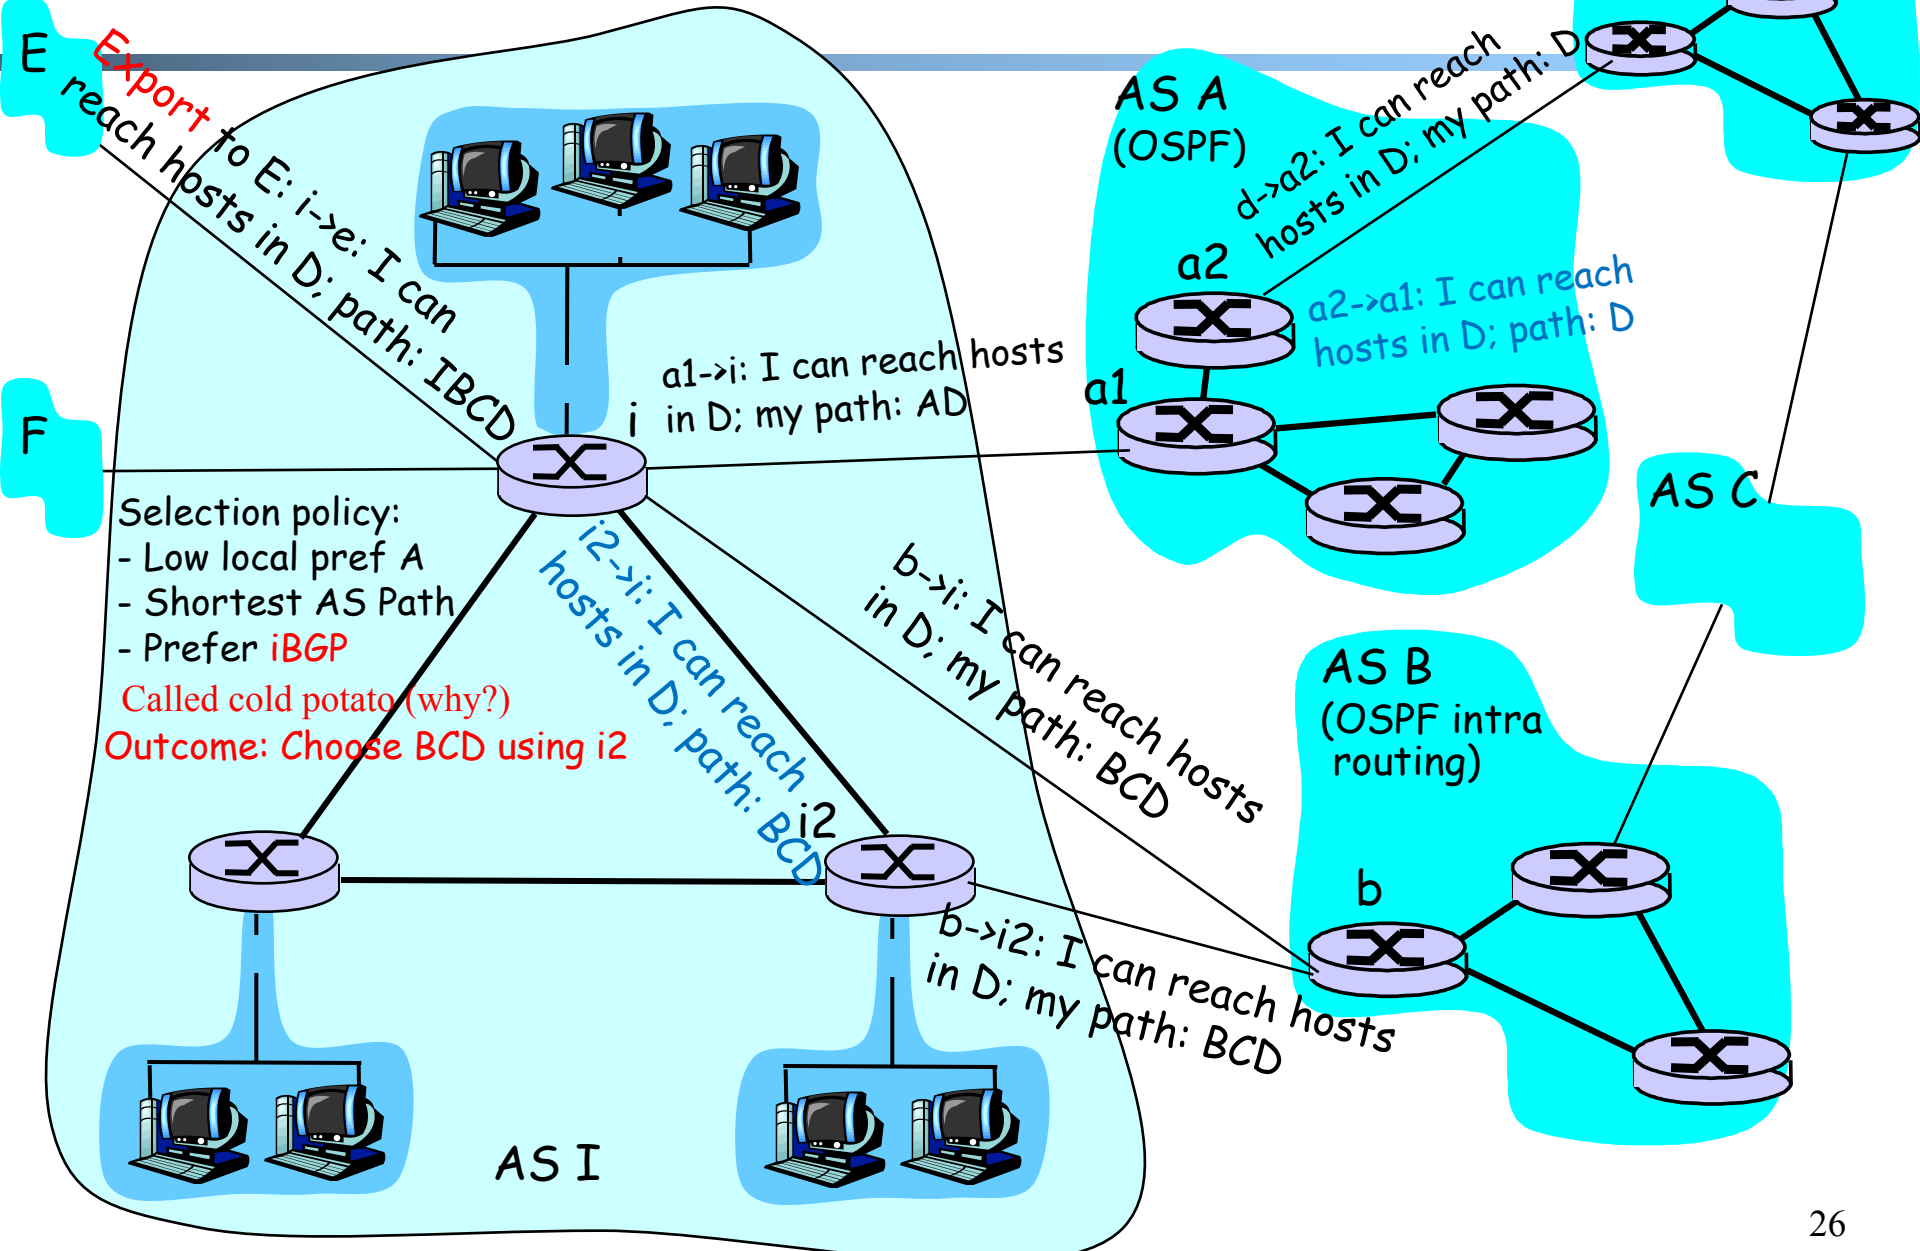 E
Export to E: i->e: I can
reach hosts in D; path: IBCD
F
i
a1->i: I can reach hosts
in D; my path: AD
AS A
(OSPF)
d->a2: I can reach
hosts in D; my path: D
a2
a2->a1: I can reach
hosts in D; path: D
a1
AS C
Selection policy:
- Low local pref A
- Shortest AS Path
- Prefer iBGP
Called cold potato (why?)
Outcome: Choose BCD using i2
i2->i: I can reach
hosts in D; path: BCD
b->i: I can reach hosts
in D; my path: BCD
AS B
(OSPF intra
routing)
i2
b
b->i2: I can reach hosts
in D; my path: BCD
AS I
26